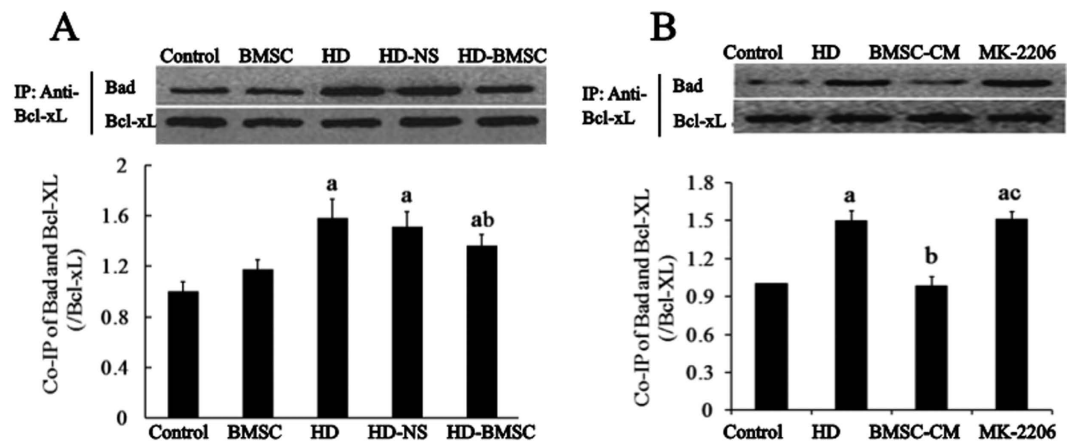 A
Control BMSC HD HD-NS HD-BMSC
IP: Anti-
Bcl-xL
Bad
Bcl-xL
Co-IP of Bad and Bcl-XL
(/Bcl-xL)
2
1.6
1.2
0.8
0.4
0
a
a
ab
Control BMSC HD HD-NS HD-BMSC
B
Control HD BMSC-CM MK-2206
IP: Anti-
Bcl-xL
Bad
Bcl-xL
Co-IP of Bad and Bcl-XL
(/Bcl-XL)
1.8
1.5
1.2
0.9
0.6
0.3
0
a
b
ac
Control HD BMSC-CM MK-2206